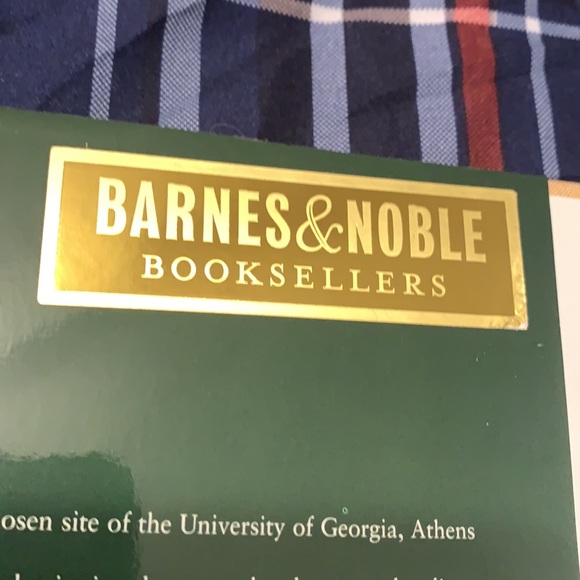 BARNES & NOBLE
BOOKSELLERS
osen site of the University of Georgia, Athens